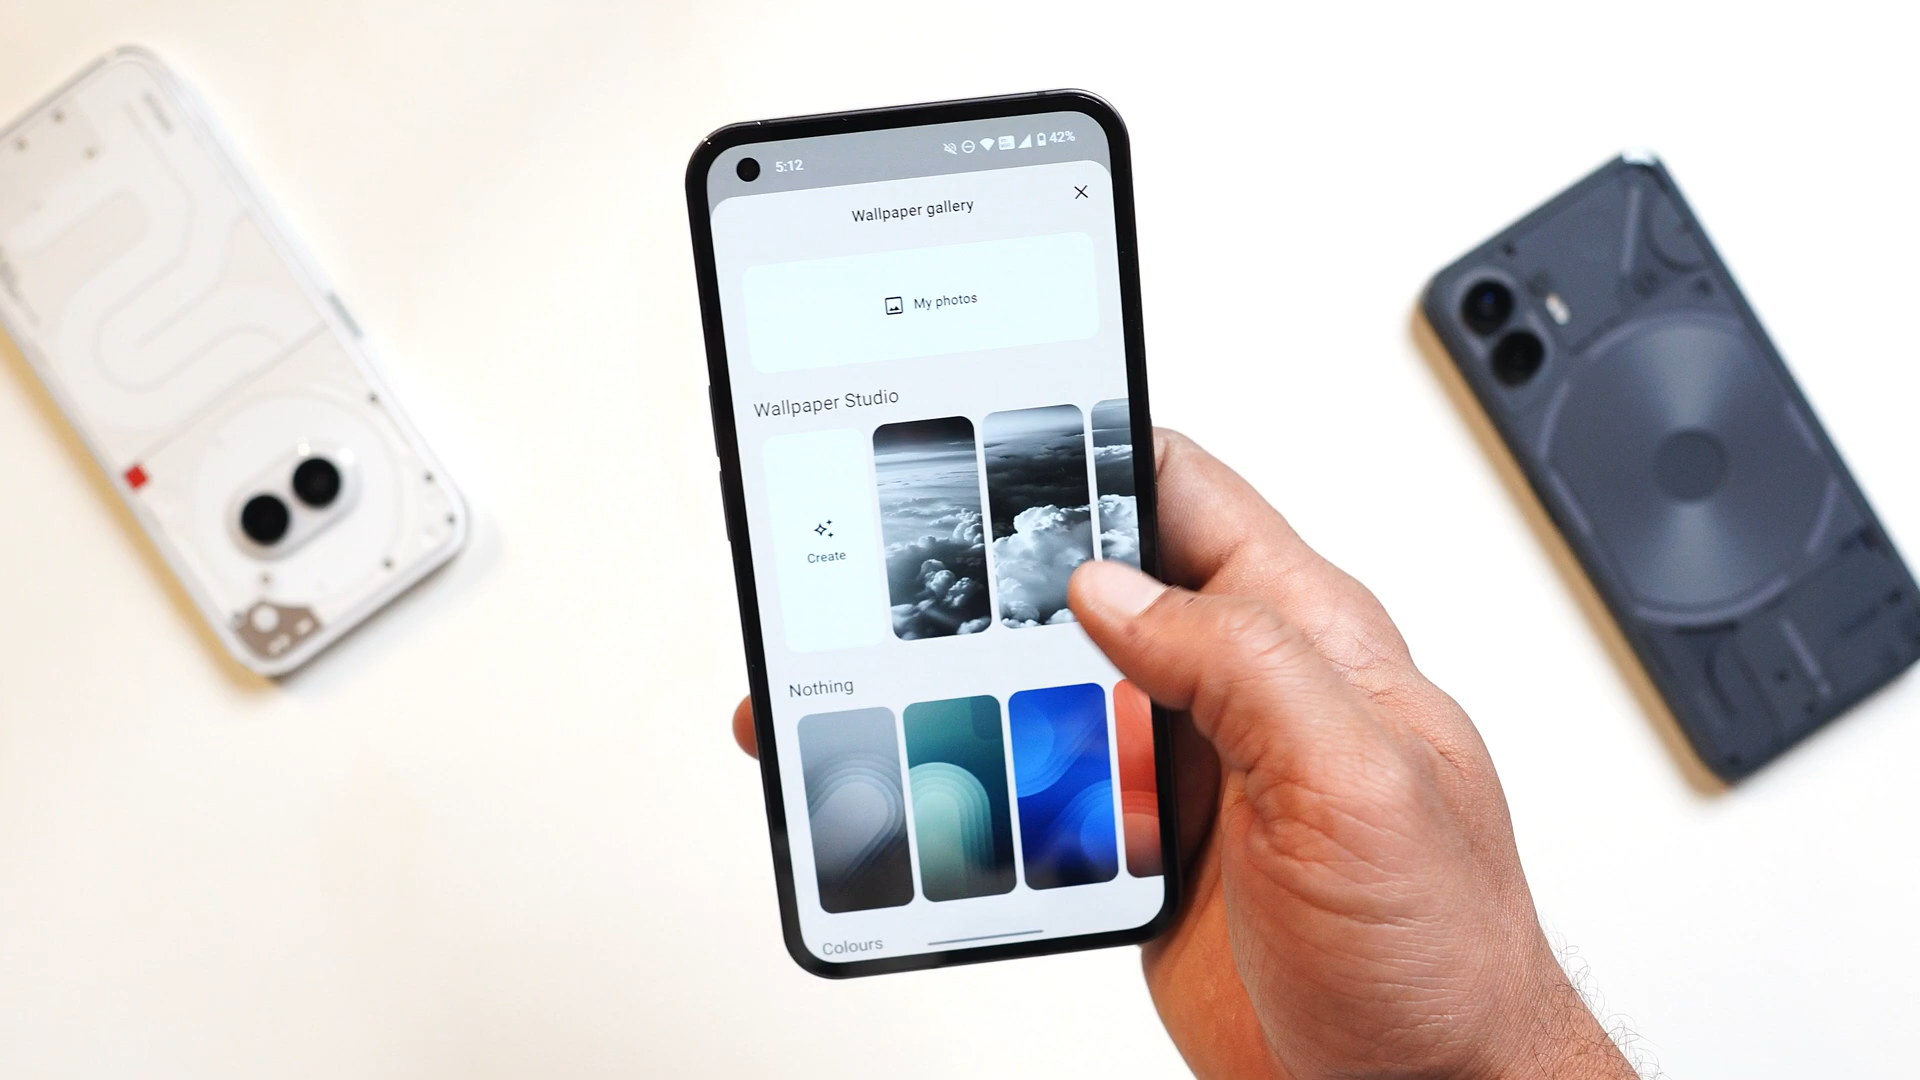 5:12
42%
Wallpaper gallery
My photos
Wallpaper Studio
Create
Nothing
Colours